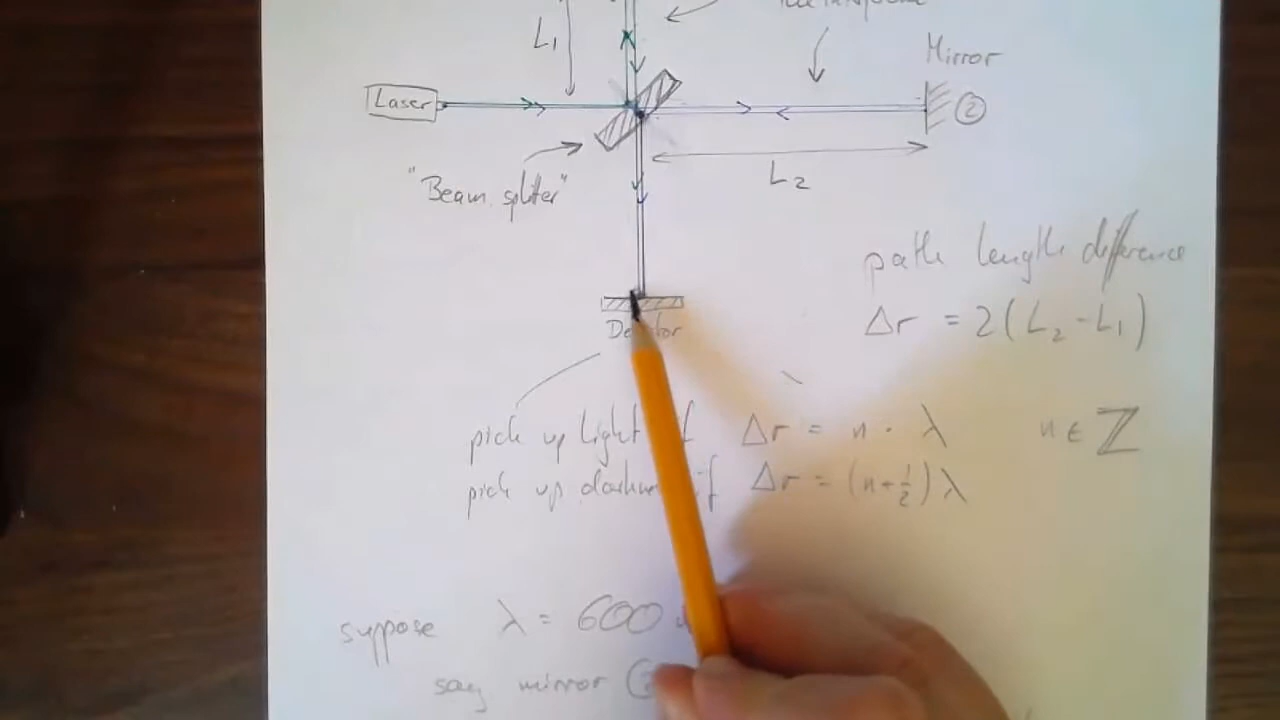 L₁
Mirror
Laser
②
"Beam splitter"
L₂
path length difference
Δr = 2(L₂-L₁)
pick up light if Δr = n · λ n ∈ ℤ
pick up if Δr = (n+½)λ
suppose λ = 600
say mirror